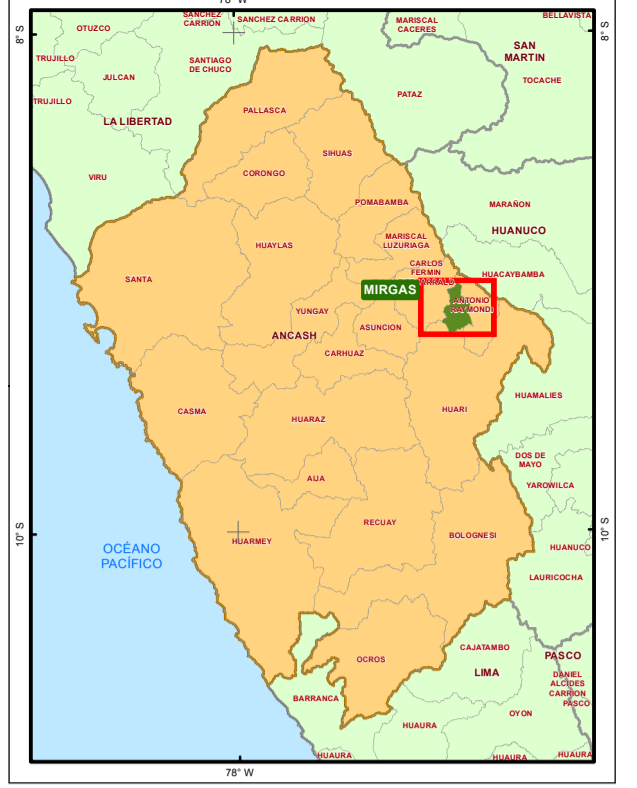 78° W
SANCHEZ
CARRIÓN
SANCHEZ CARRION
MARISCAL
CACERES
BELLAVISTA
8° S
8° S
OTUZCO
SAN
MARTIN
TRUJILLO
SANTIAGO
DE CHUCO
JULCAN
TOCACHE
PATAZ
TRUJILLO
PALLASCA
LA LIBERTAD
SIHUAS
CORONGO
VIRU
POMABAMBA
MARAÑON
HUANUCO
MARISCAL
LUZURIAGA
HUAYLAS
CARLOS
FERMIN
HUACAYBAMBA
SANTA
MIRGAS
ANTONIO
RAYMONDI
YUNGAY
ASUNCION
ANCASH
CARHUAZ
HUAMALIES
CASMA
HUARAZ
HUARI
DOS DE
MAYO
AIJA
YAROWILCA
RECUAY
10° S
10° S
HUARMEY
BOLOGNESI
OCÉANO
PACÍFICO
HUANUCO
LAURICOCHA
CAJATAMBO
OCROS
PASCO
LIMA
DANIEL
ALCIDES
CARRION
PASCO
BARRANCA
OYON
HUAURA
HUAURA
HUAURA
HUAURA
78° W